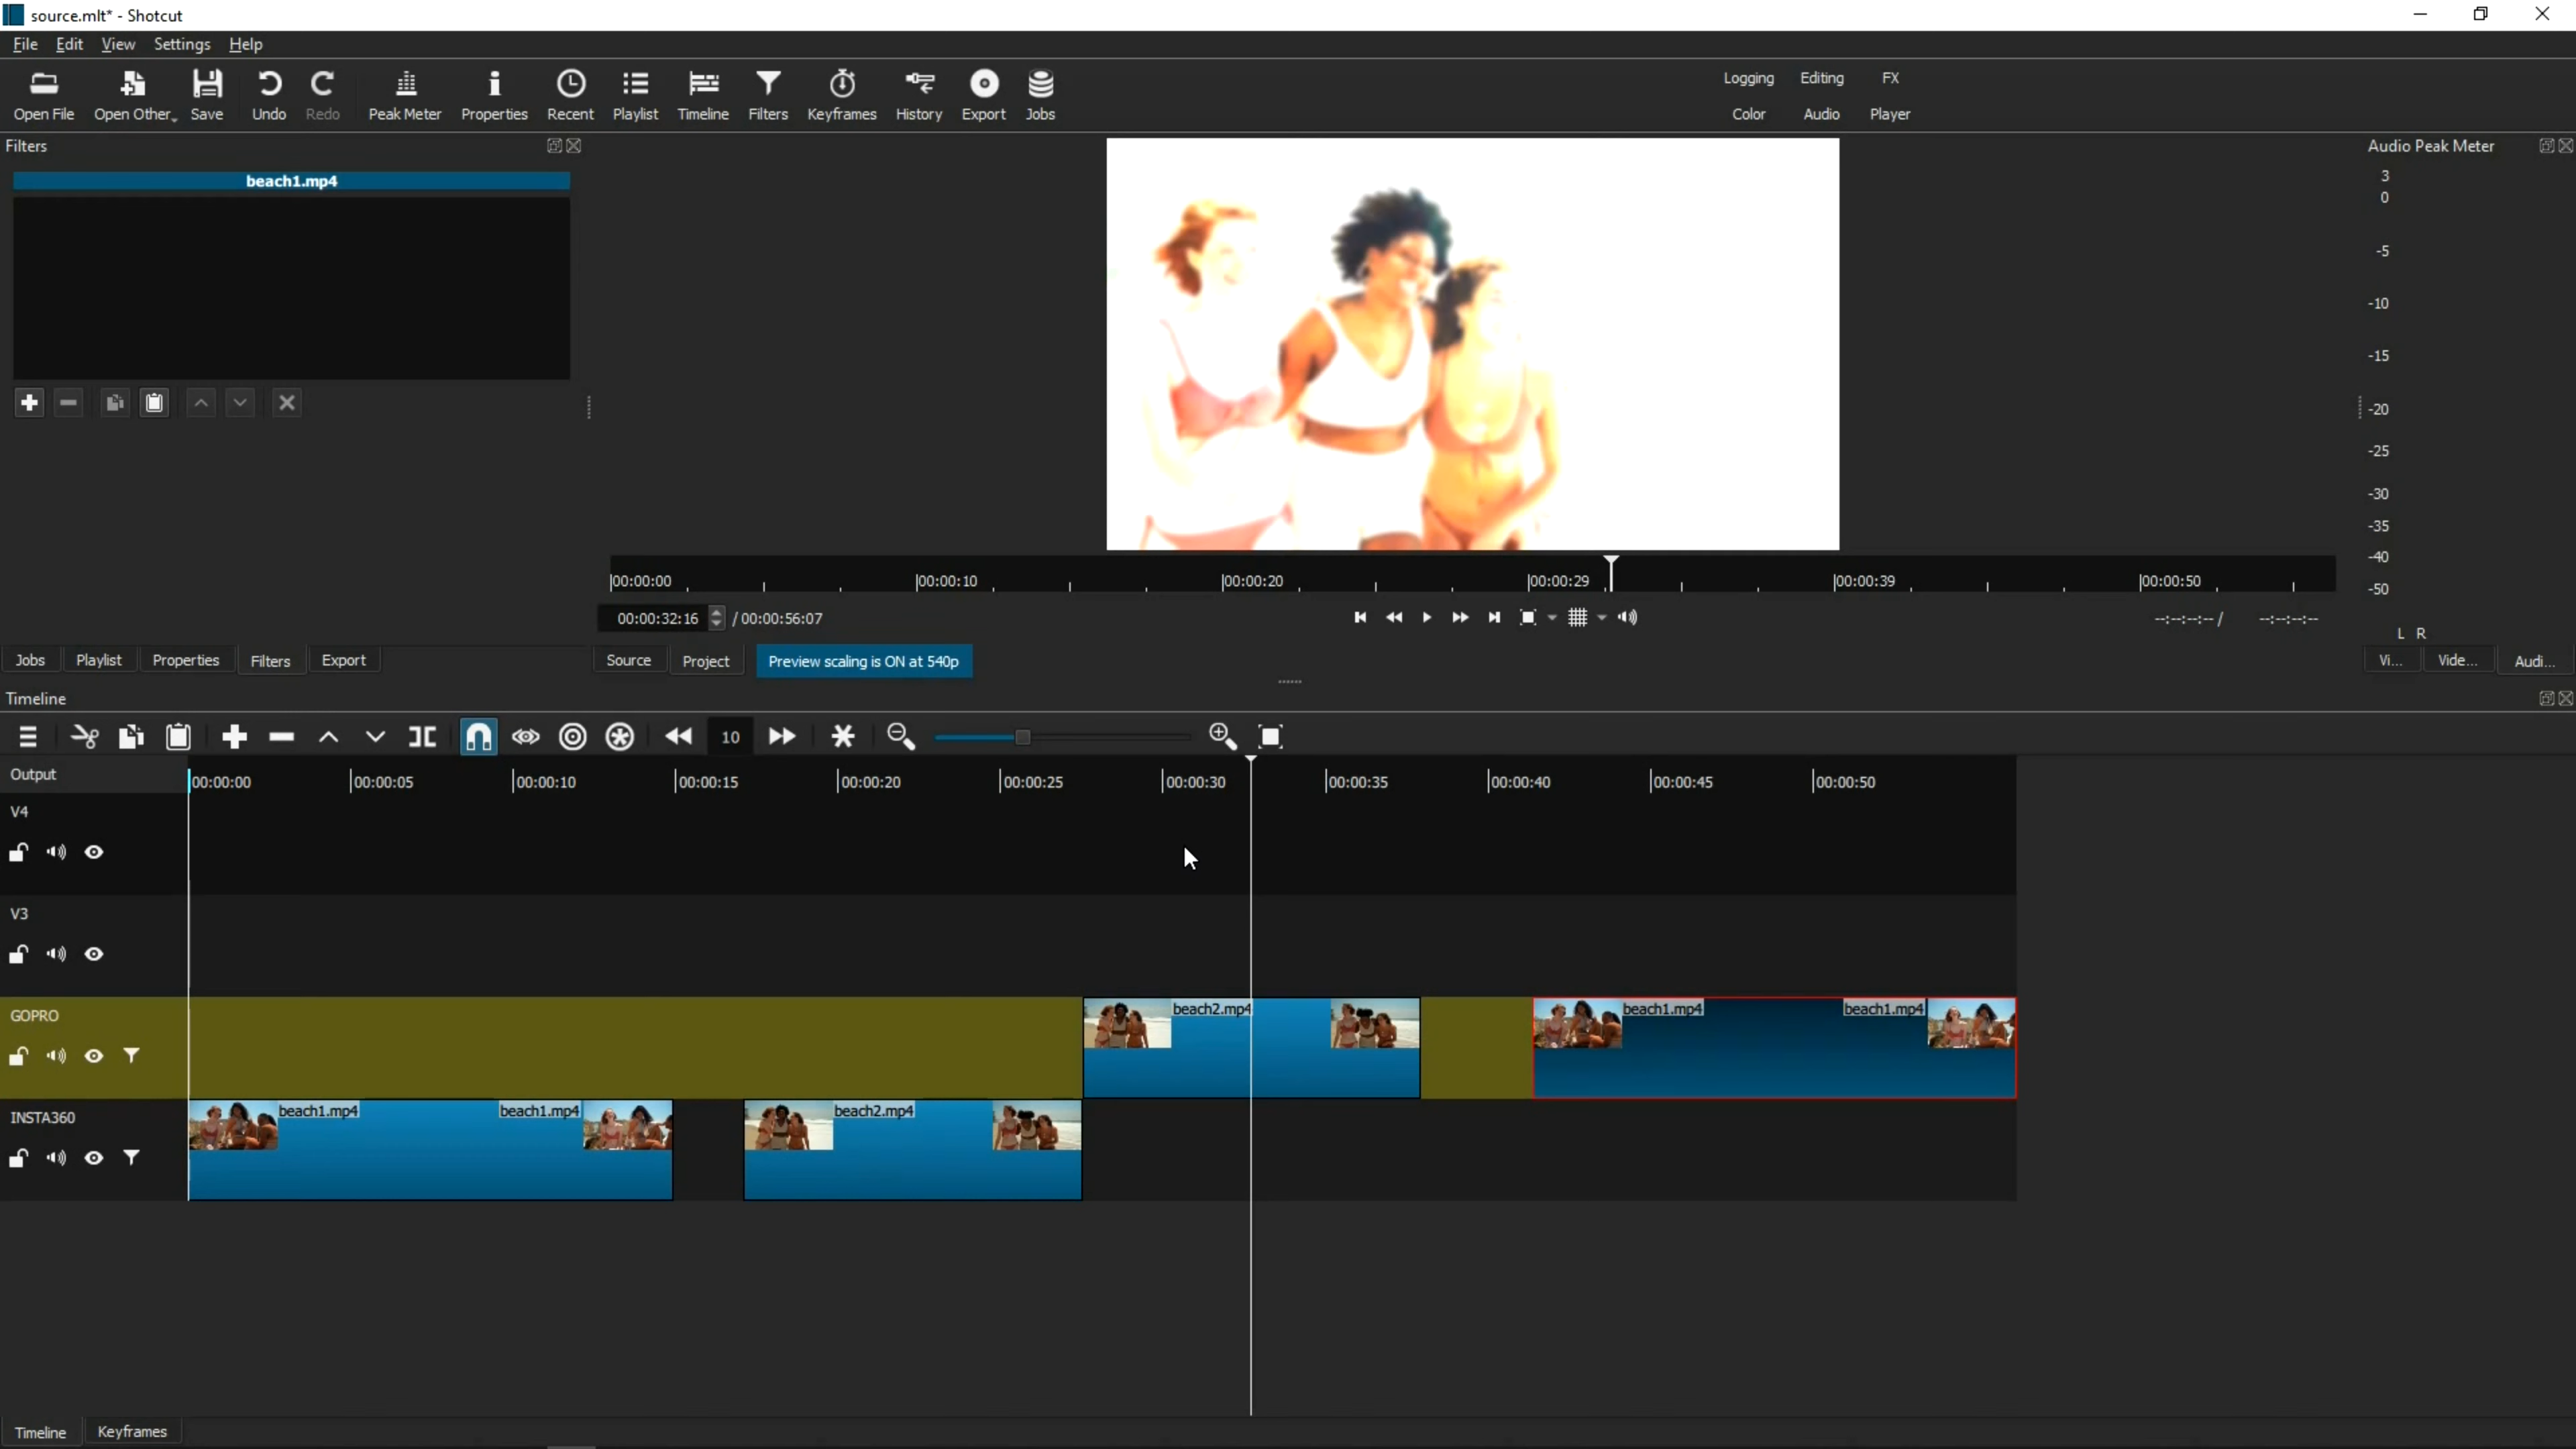 source.mlt* - Shotcut
File Edit View Settings Help
Open File Open Other Save Undo Redo Peak Meter Properties Recent Playlist Timeline Filters Keyframes History Export Jobs
Logging Editing FX
Color Audio Player
Filters
beach1.mp4
Audio Peak Meter
3
0
-5
-10
-15
-20
-25
-30
-35
-40
-50
L R
00:00:00 00:00:10 00:00:20 00:00:29 00:00:39 00:00:50
00:00:32:16 / 00:00:56:07
--:--:--:-- / --:--:--:--
Jobs Playlist Properties Filters Export
Source Project Preview scaling is ON at 540p
Vi... Vide... Audi...
Timeline
10
Output
00:00:00 00:00:05 00:00:10 00:00:15 00:00:20 00:00:25 00:00:30 00:00:35 00:00:40 00:00:45 00:00:50
V4
V3
GOPRO
beach2.mp4 beach1.mp4 beach1.mp4
INSTA360
beach1.mp4 beach1.mp4 beach2.mp4
Timeline Keyframes